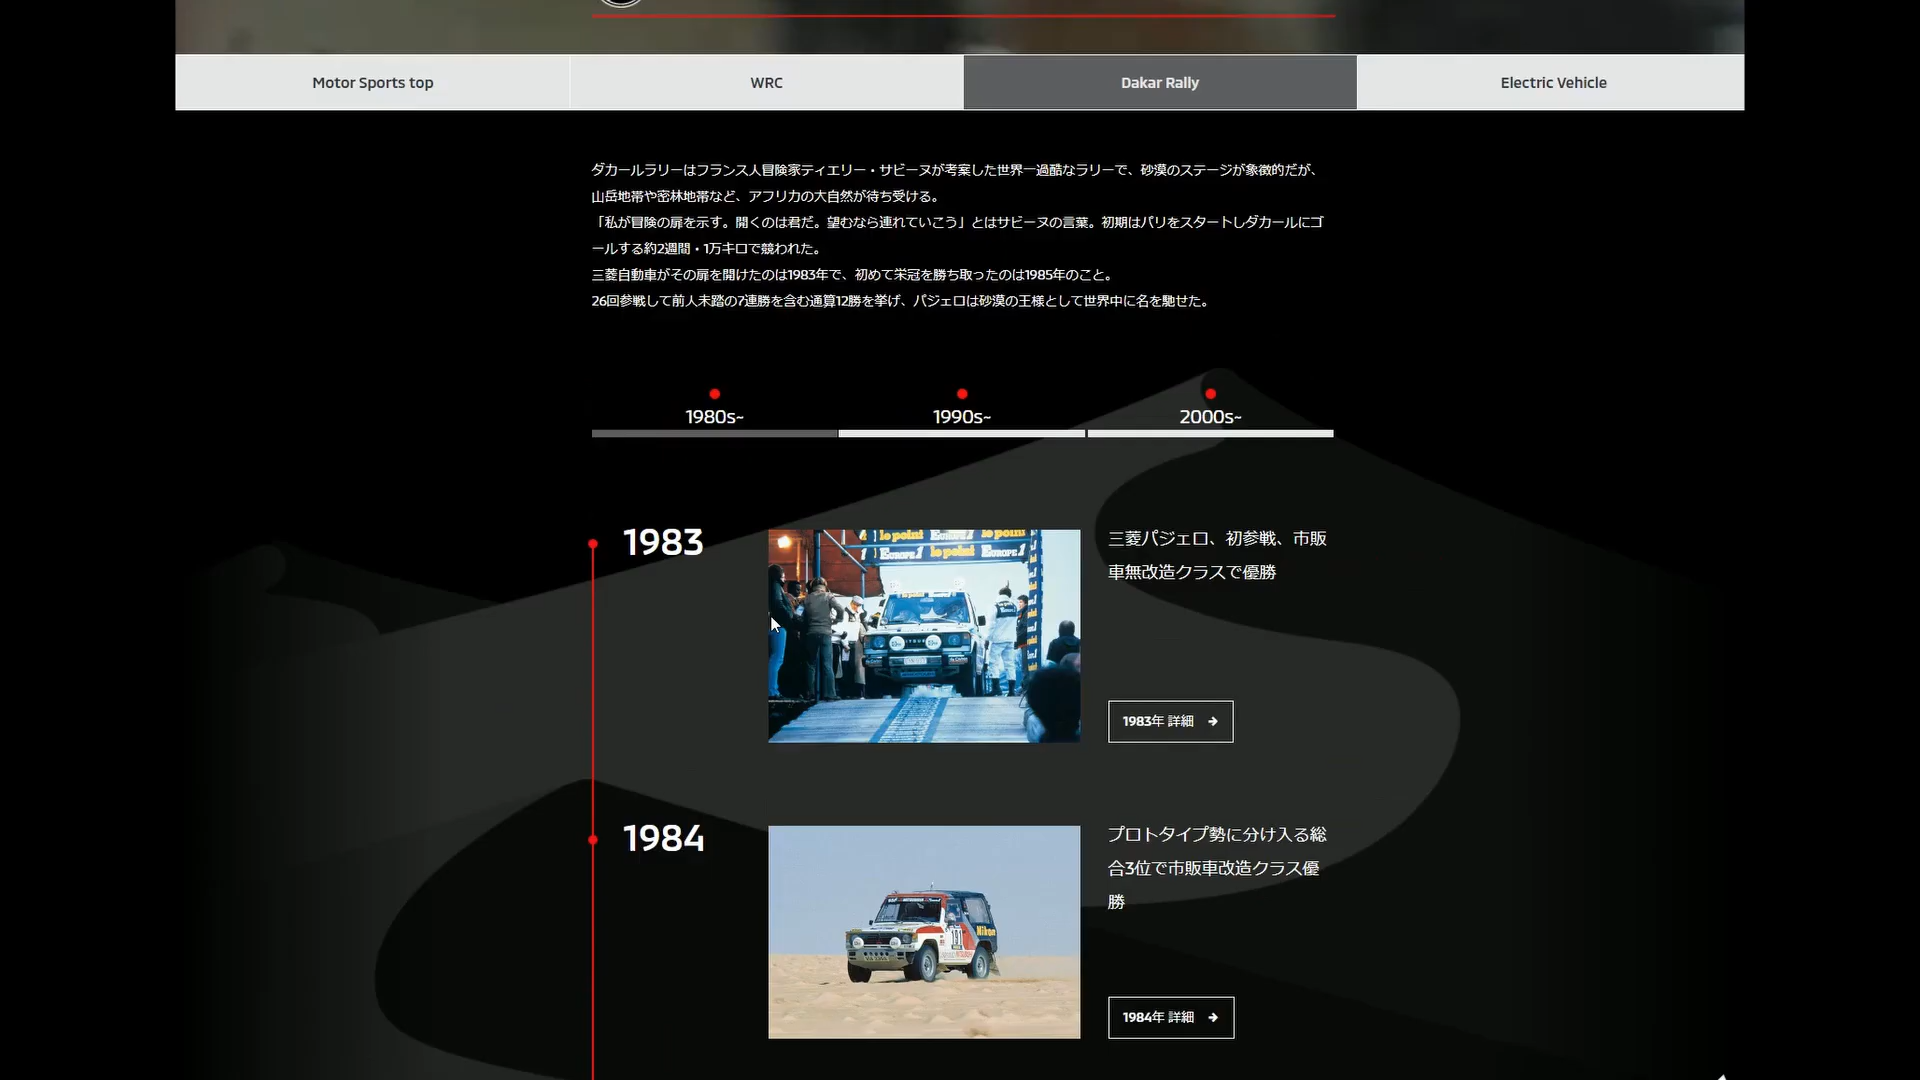 Motor Sports top
WRC
Dakar Rally
Electric Vehicle
ダカールラリーはフランス人冒険家ティエリー・サビーヌが考案した世界一過酷なラリーで、砂漠のステージが象徴的だが、
山岳地帯や密林地帯など、アフリカの大自然が待ち受ける。
「私が冒険の扉を示す。開くのは君だ。望むなら連れていこう」とはサビーヌの言葉。初期はパリをスタートしダカールにゴ
ールする約2週間・1万キロで競われた。
三菱自動車がその扉を開けたのは1983年で、初めて栄冠を勝ち取ったのは1985年のこと。
26回参戦して前人未踏の7連勝を含む通算12勝を挙げ、パジェロは砂漠の王様として世界中に名を馳せた。
1980s~
1990s~
2000s~
1983
le point EUROPE 1 le point
1 EUROPE 1 le point EUROPE 1
三菱パジェロ、初参戦、市販
車無改造クラスで優勝
1983年 詳細
1984
Nikon
131
プロトタイプ勢に分け入る総
合3位で市販車改造クラス優
勝
1984年 詳細